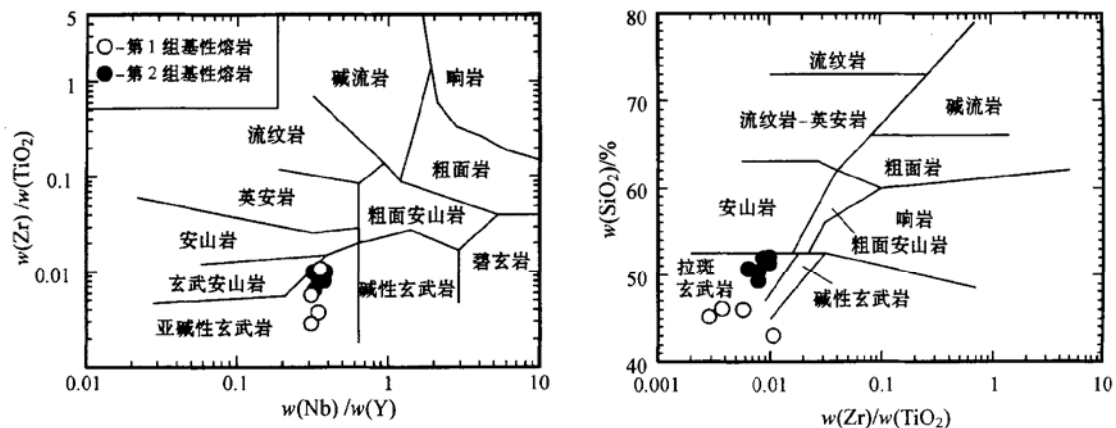 5
1
0.1
0.01
0.01
0.1
1
10
w(Zr)/w(TiO₂)
w(Nb)/w(Y)
○-第1组基性熔岩
●-第2组基性熔岩
碱流岩
响岩
流纹岩
粗面岩
英安岩
粗面安山岩
安山岩
碧玄岩
玄武安山岩
碱性玄武岩
亚碱性玄武岩
80
70
60
50
40
0.001
0.01
0.1
1
10
w(SiO₂)/%
w(Zr)/w(TiO₂)
流纹岩
流纹岩-英安岩
碱流岩
粗面岩
安山岩
响岩
粗面安山岩
拉斑
玄武岩
碱性玄武岩